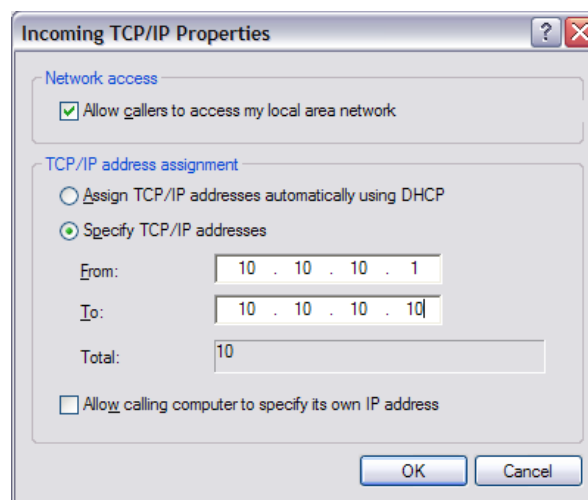 Incoming TCP/IP Properties
Network access
Allow callers to access my local area network
TCP/IP address assignment
Assign TCP/IP addresses automatically using DHCP
Specify TCP/IP addresses
From: 10 . 10 . 10 . 1
To: 10 . 10 . 10 . 10
Total: 10
Allow calling computer to specify its own IP address
OK Cancel